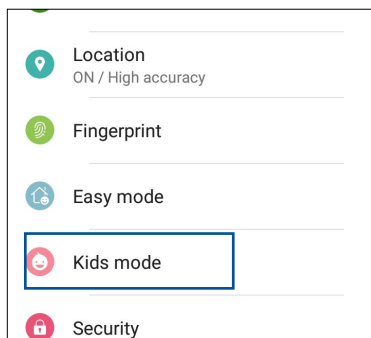 Location
ON / High accuracy
Fingerprint
Easy mode
Kids mode
Security